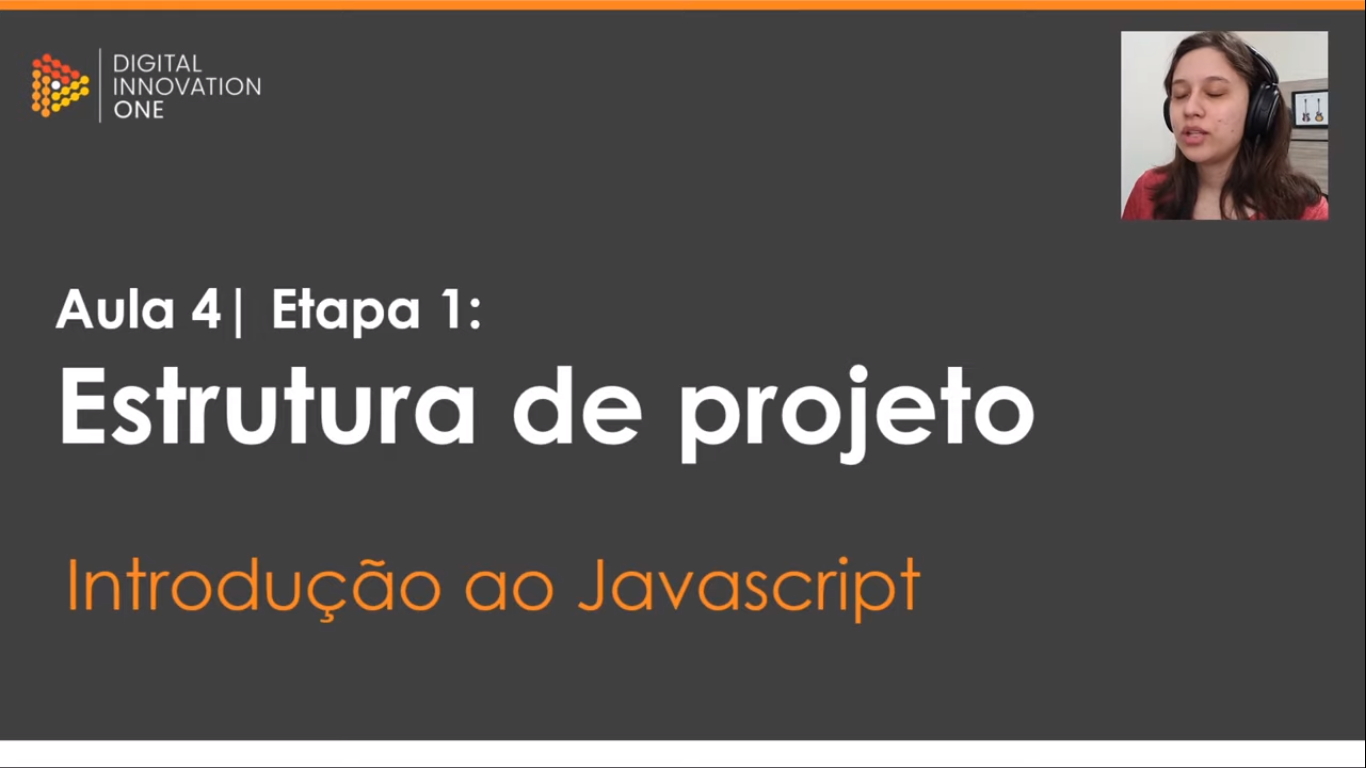 DIGITAL
INNOVATION
ONE
Aula 4| Etapa 1:
Estrutura de projeto
Introdução ao Javascript